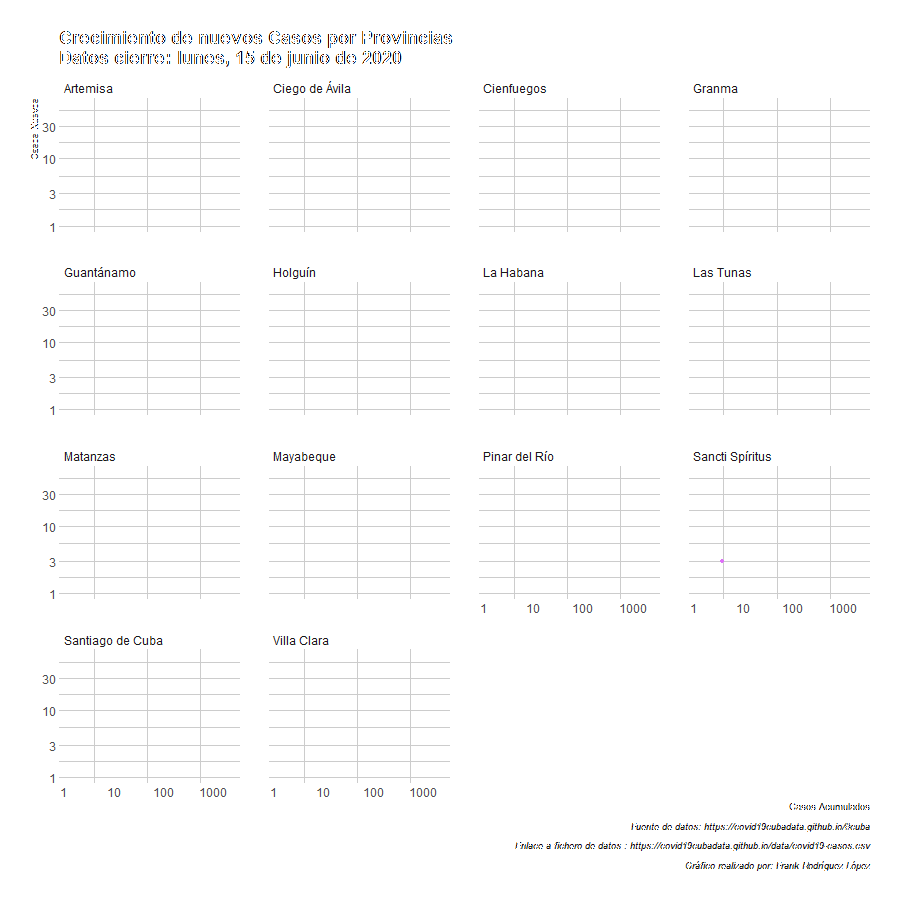 Crecimiento de nuevos Casos por Provincias
Datos cierre: lunes, 15 de junio de 2020
Artemisa
Ciego de Ávila
Cienfuegos
Granma
Casos Nuevos
30
10
3
1
Guantánamo
Holguín
La Habana
Las Tunas
30
10
3
1
Matanzas
Mayabeque
Pinar del Río
Sancti Spíritus
30
10
3
1
1 10 100 1000
1 10 100 1000
Santiago de Cuba
Villa Clara
30
10
3
1
1 10 100 1000
1 10 100 1000
Casos Acumulados
Fuente de datos: https://covid19cubadata.github.io/#cuba
Enlace a fichero de datos : https://covid19cubadata.github.io/data/covid19-casos.csv
Gráfico realizado por: Frank Rodríguez López